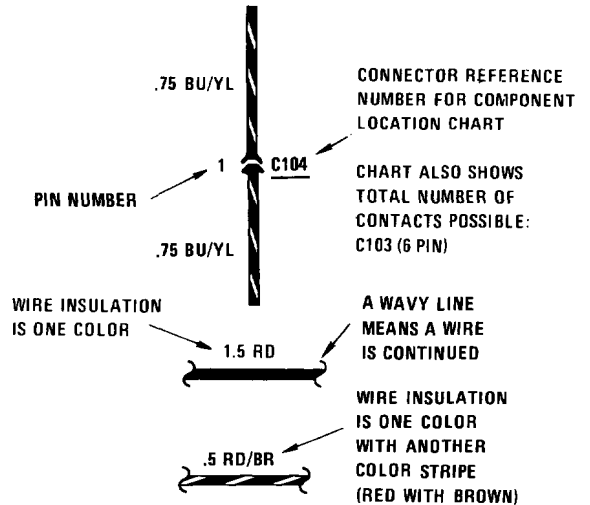 .75 BU/YL
CONNECTOR REFERENCE
NUMBER FOR COMPONENT
LOCATION CHART
1 C104
PIN NUMBER
CHART ALSO SHOWS
TOTAL NUMBER OF
CONTACTS POSSIBLE:
C103 (6 PIN)
.75 BU/YL
WIRE INSULATION
IS ONE COLOR
1.5 RD
A WAVY LINE
MEANS A WIRE
IS CONTINUED
.5 RD/BR
WIRE INSULATION
IS ONE COLOR
WITH ANOTHER
COLOR STRIPE
(RED WITH BROWN)